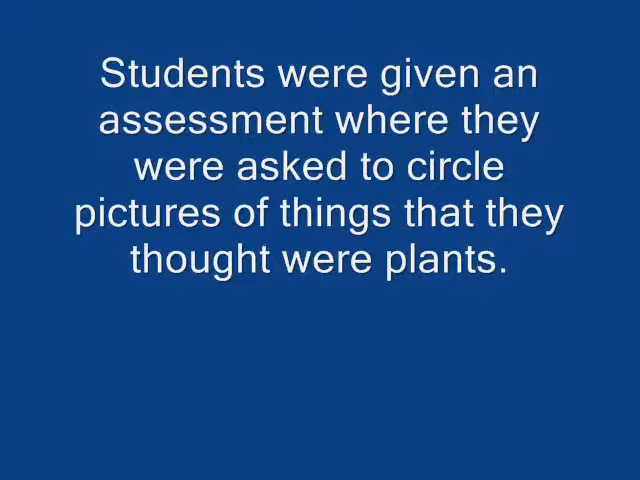 Students were given an
assessment where they
were asked to circle
pictures of things that they
thought were plants.